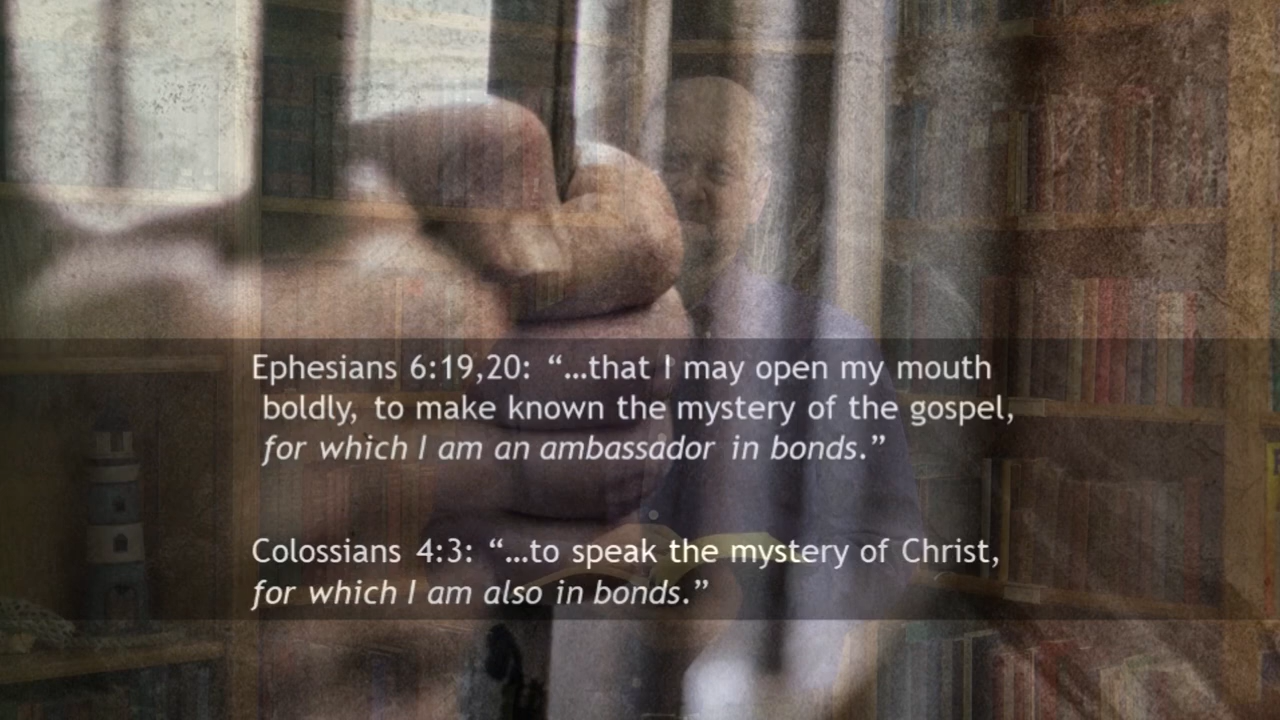 Ephesians 6:19,20: “…that I may open my mouth
boldly, to make known the mystery of the gospel,
for which I am an ambassador in bonds.”
Colossians 4:3: “…to speak the mystery of Christ,
for which I am also in bonds.”